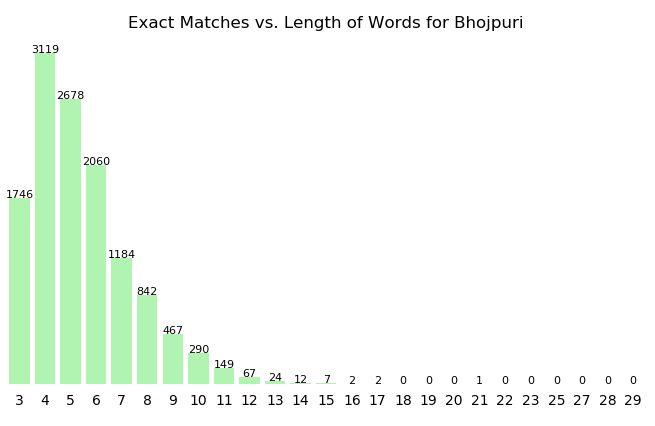 Exact Matches vs. Length of Words for Bhojpuri
1746 3119 2678 2060 1184 842 467 290 149 67 24 12 7 2 2 0 0 0 1 0 0 0 0 0 0
3 4 5 6 7 8 9 10 11 12 13 14 15 16 17 18 19 20 21 22 23 25 27 28 29